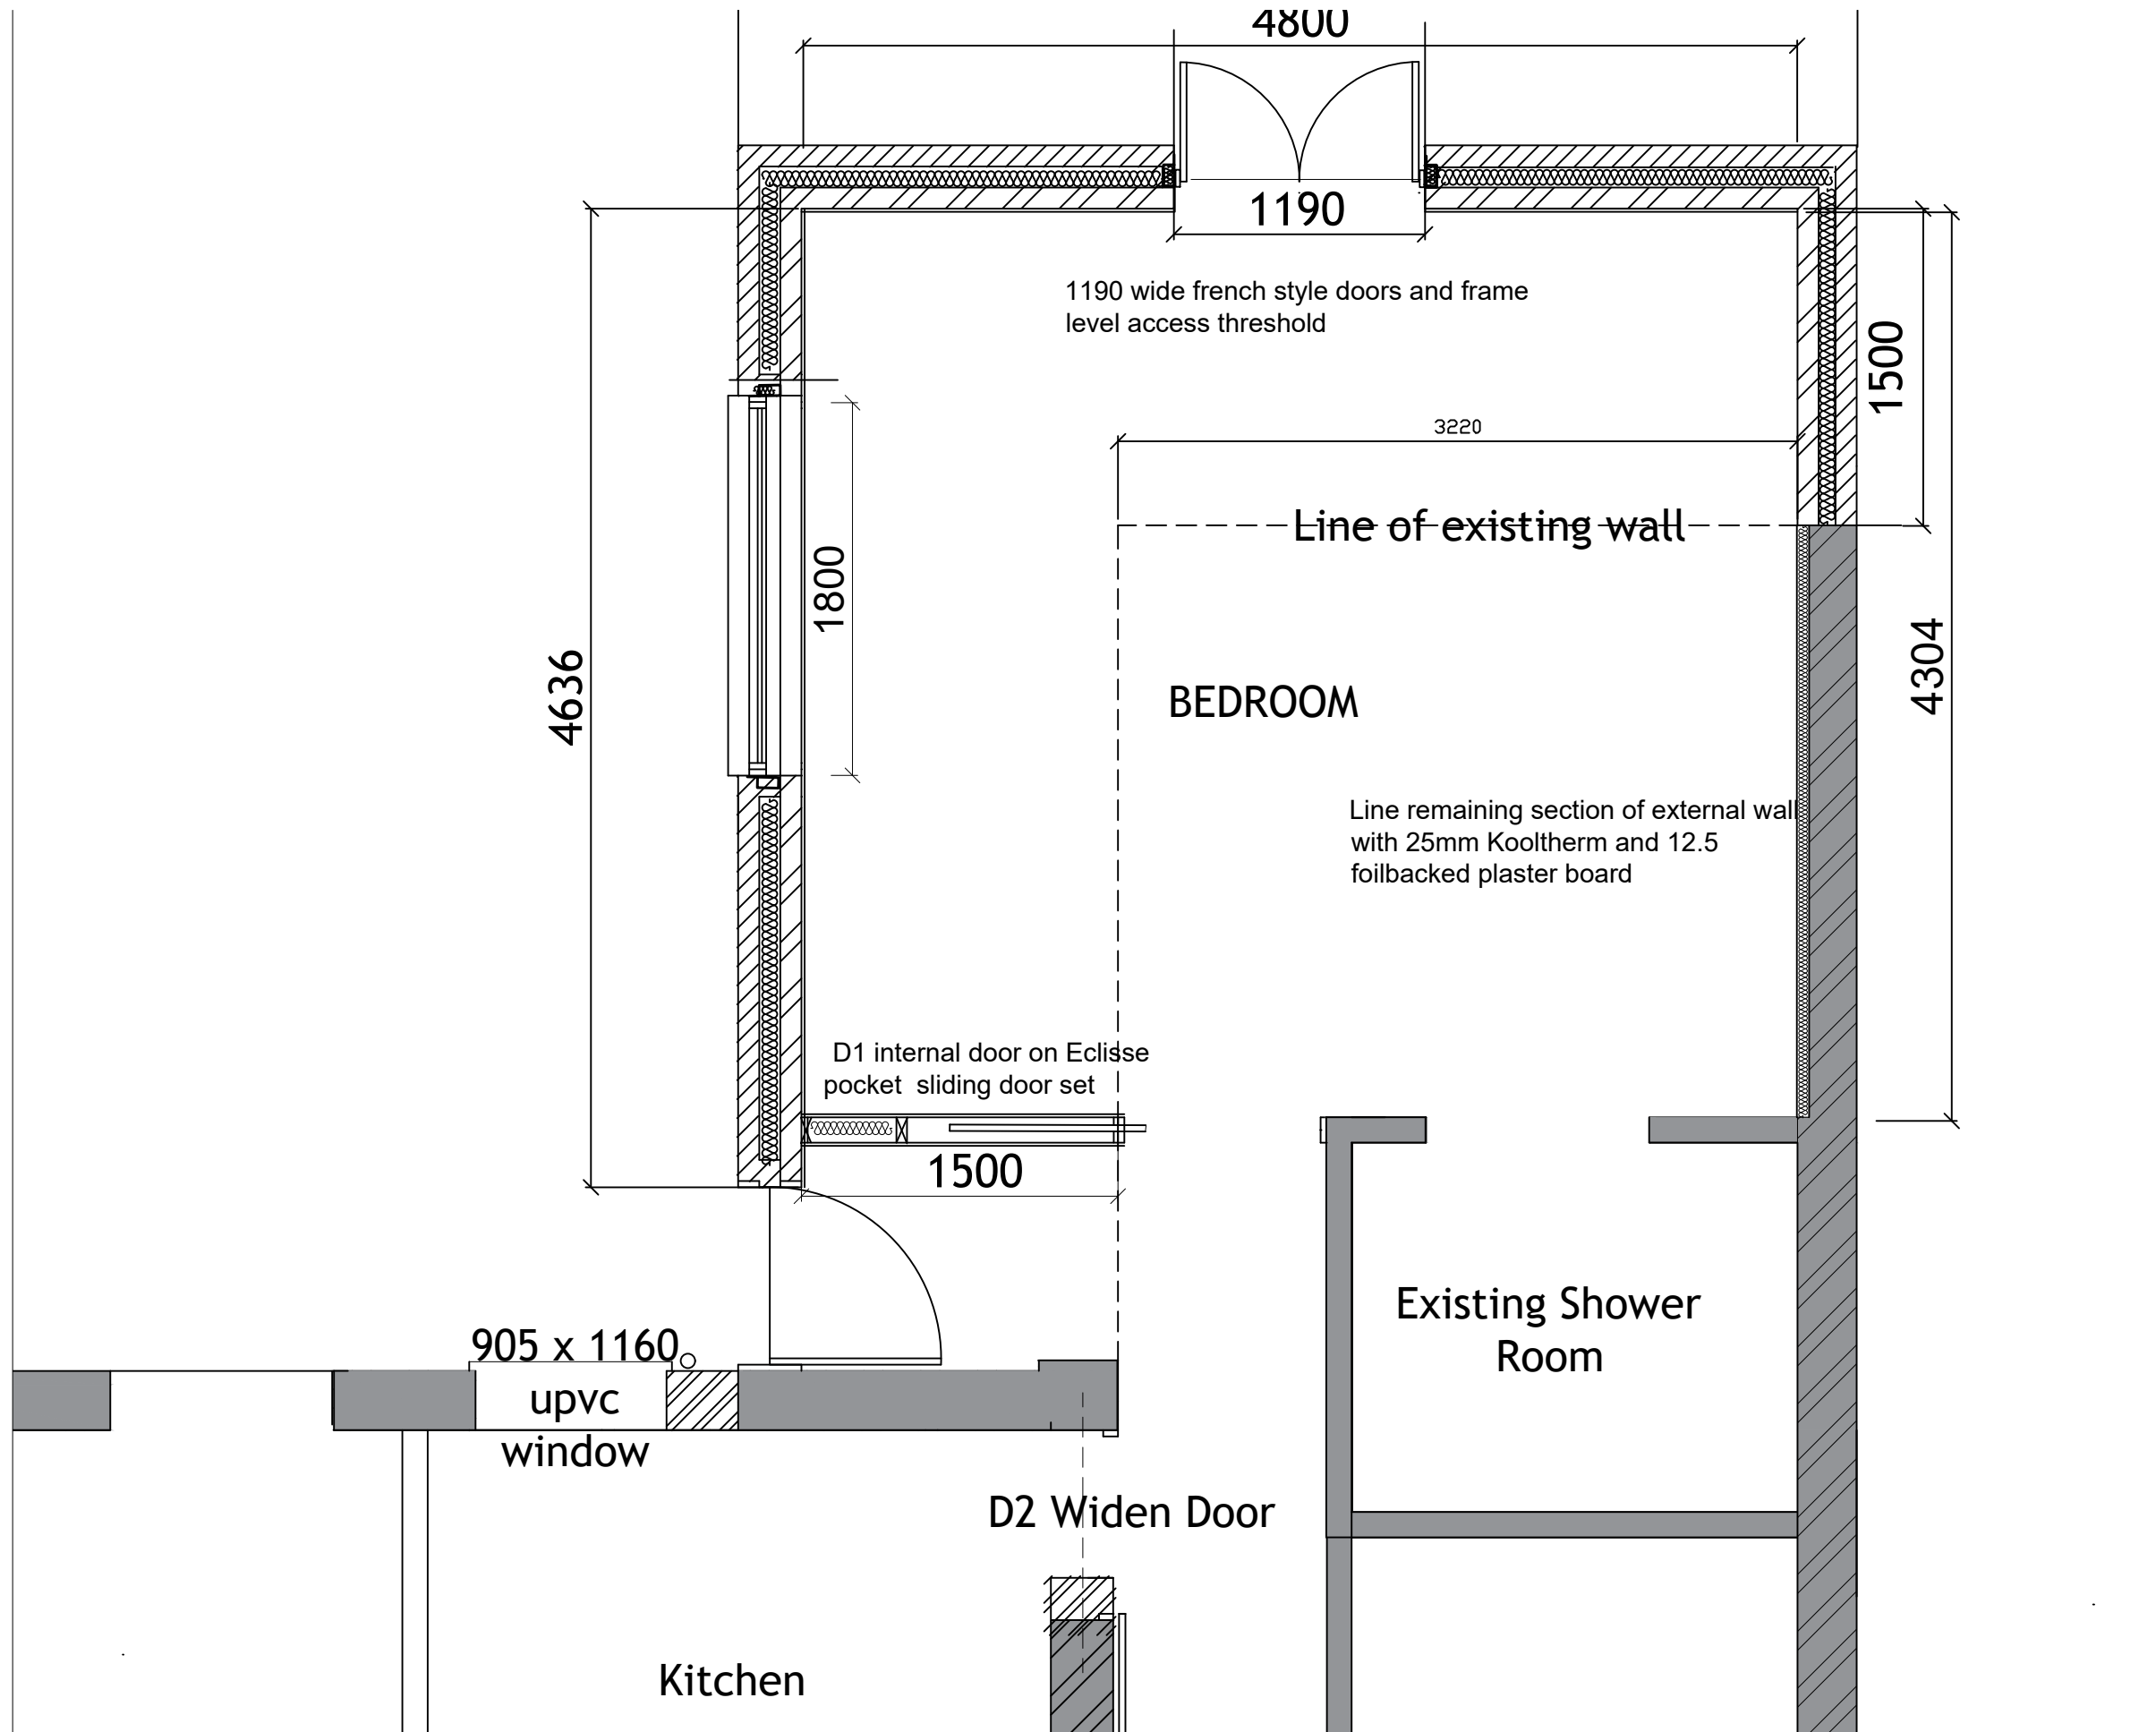 4800
1190
1190 wide french style doors and frame
level access threshold
1500
3220
Line of existing wall
1800
4636
4304
BEDROOM
Line remaining section of external wall
with 25mm Kooltherm and 12.5
foilbacked plaster board
D1 internal door on Eclisse
pocket sliding door set
1500
Existing Shower
Room
905 x 1160
upvc
window
D2 Widen Door
Kitchen